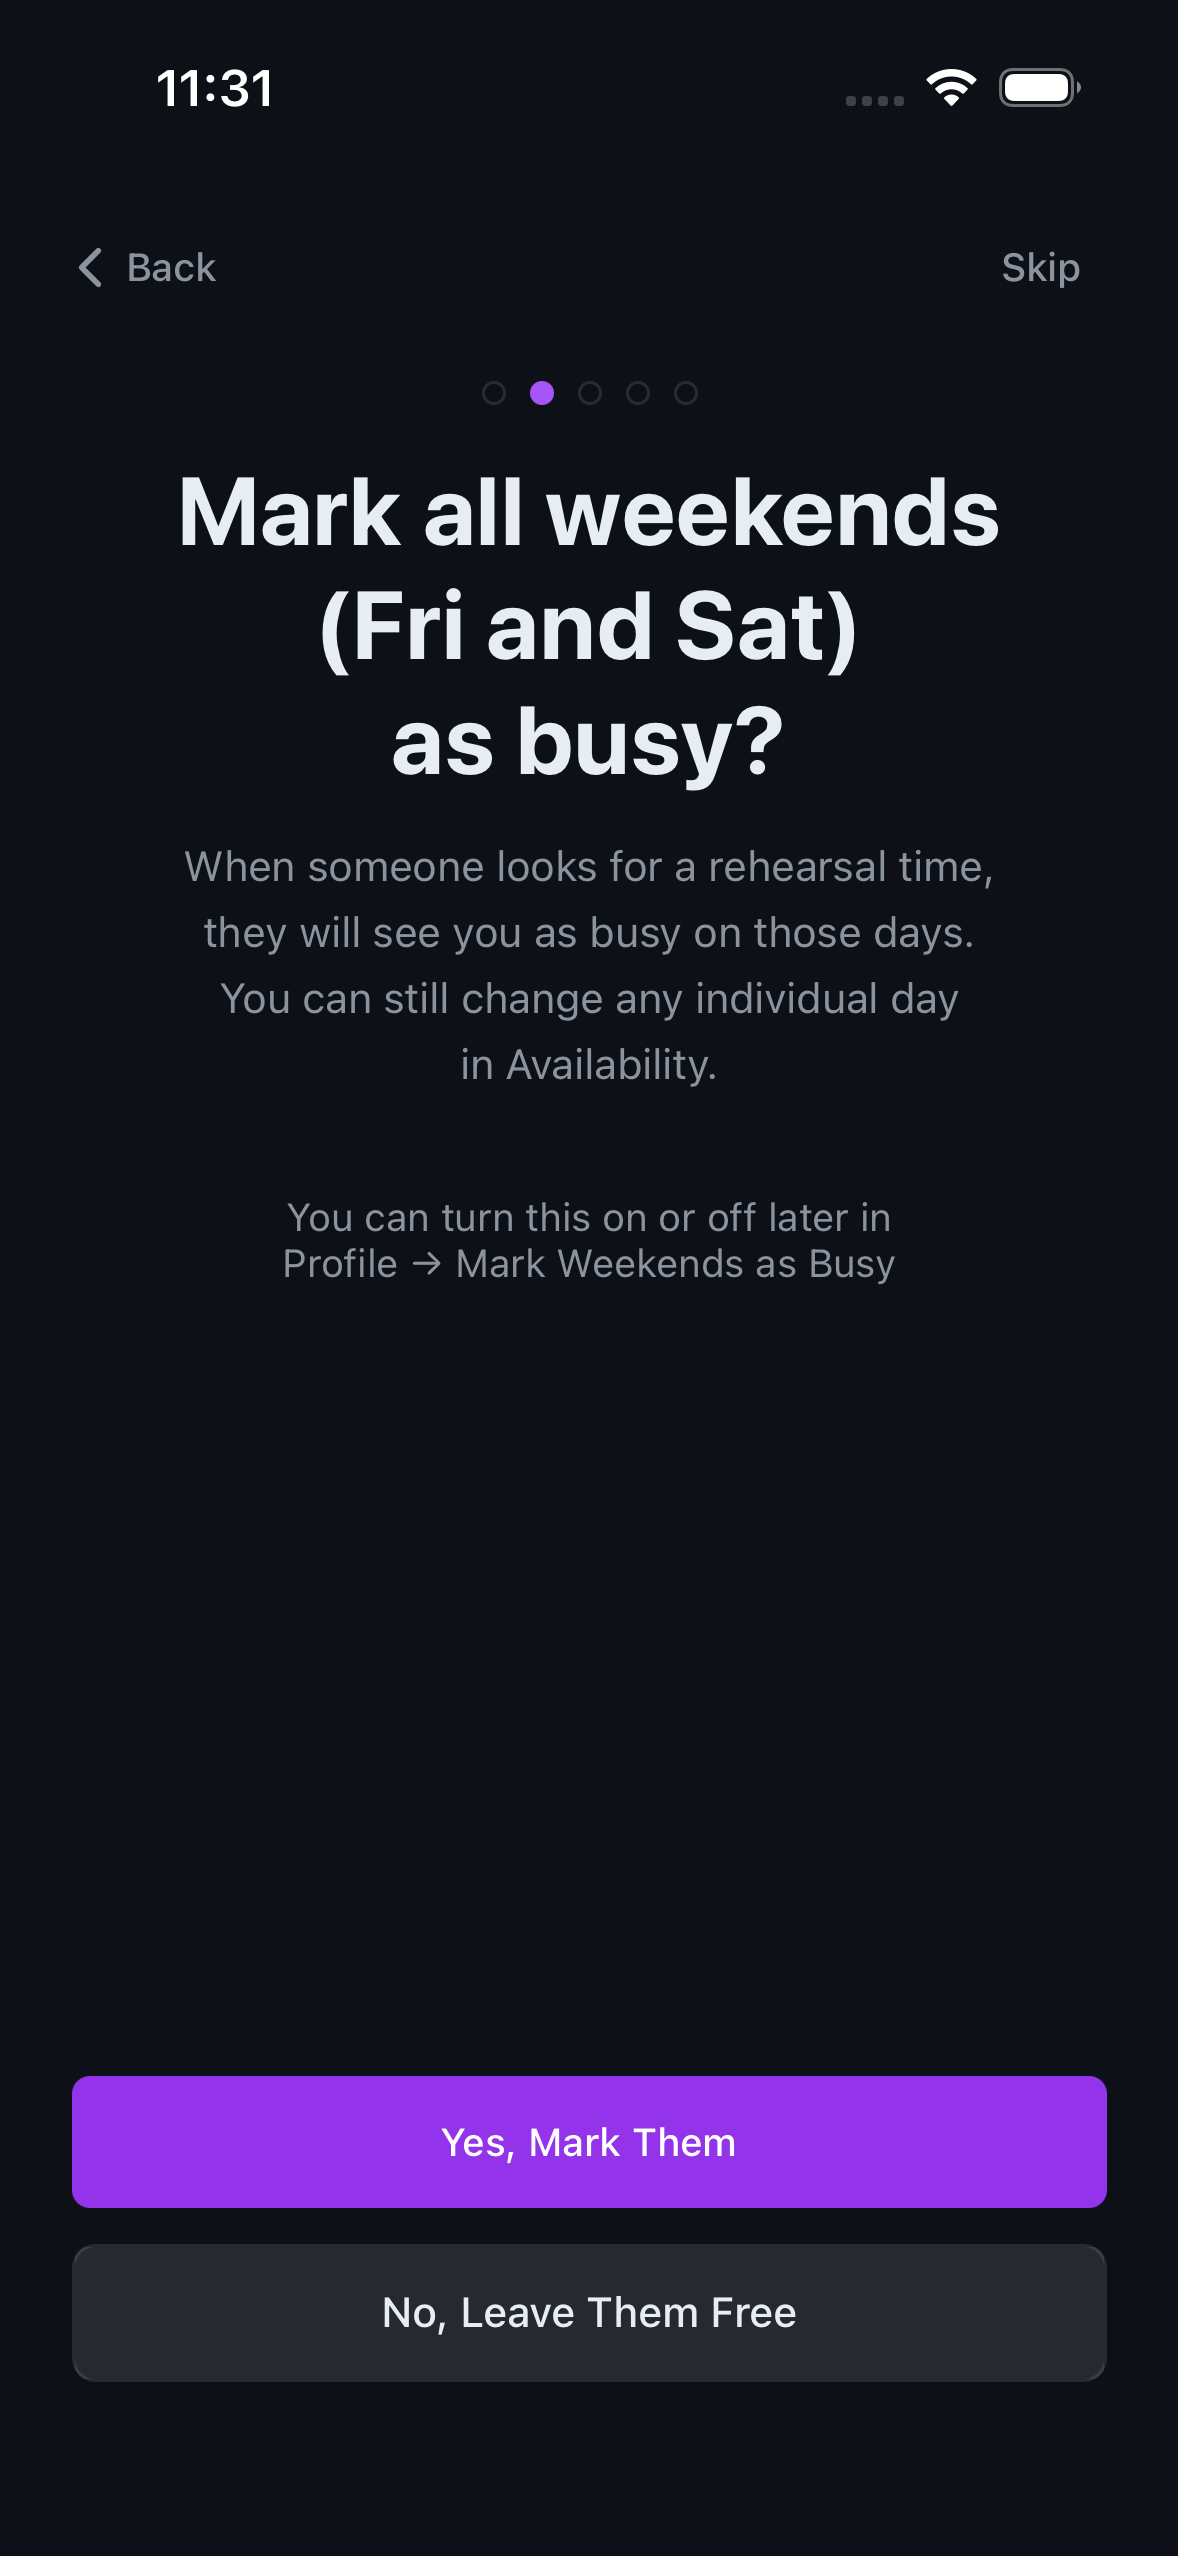 11:31
Back
Skip
Mark all weekends
(Fri and Sat)
as busy?
When someone looks for a rehearsal time,
they will see you as busy on those days.
You can still change any individual day
in Availability.
You can turn this on or off later in
Profile → Mark Weekends as Busy
Yes, Mark Them
No, Leave Them Free